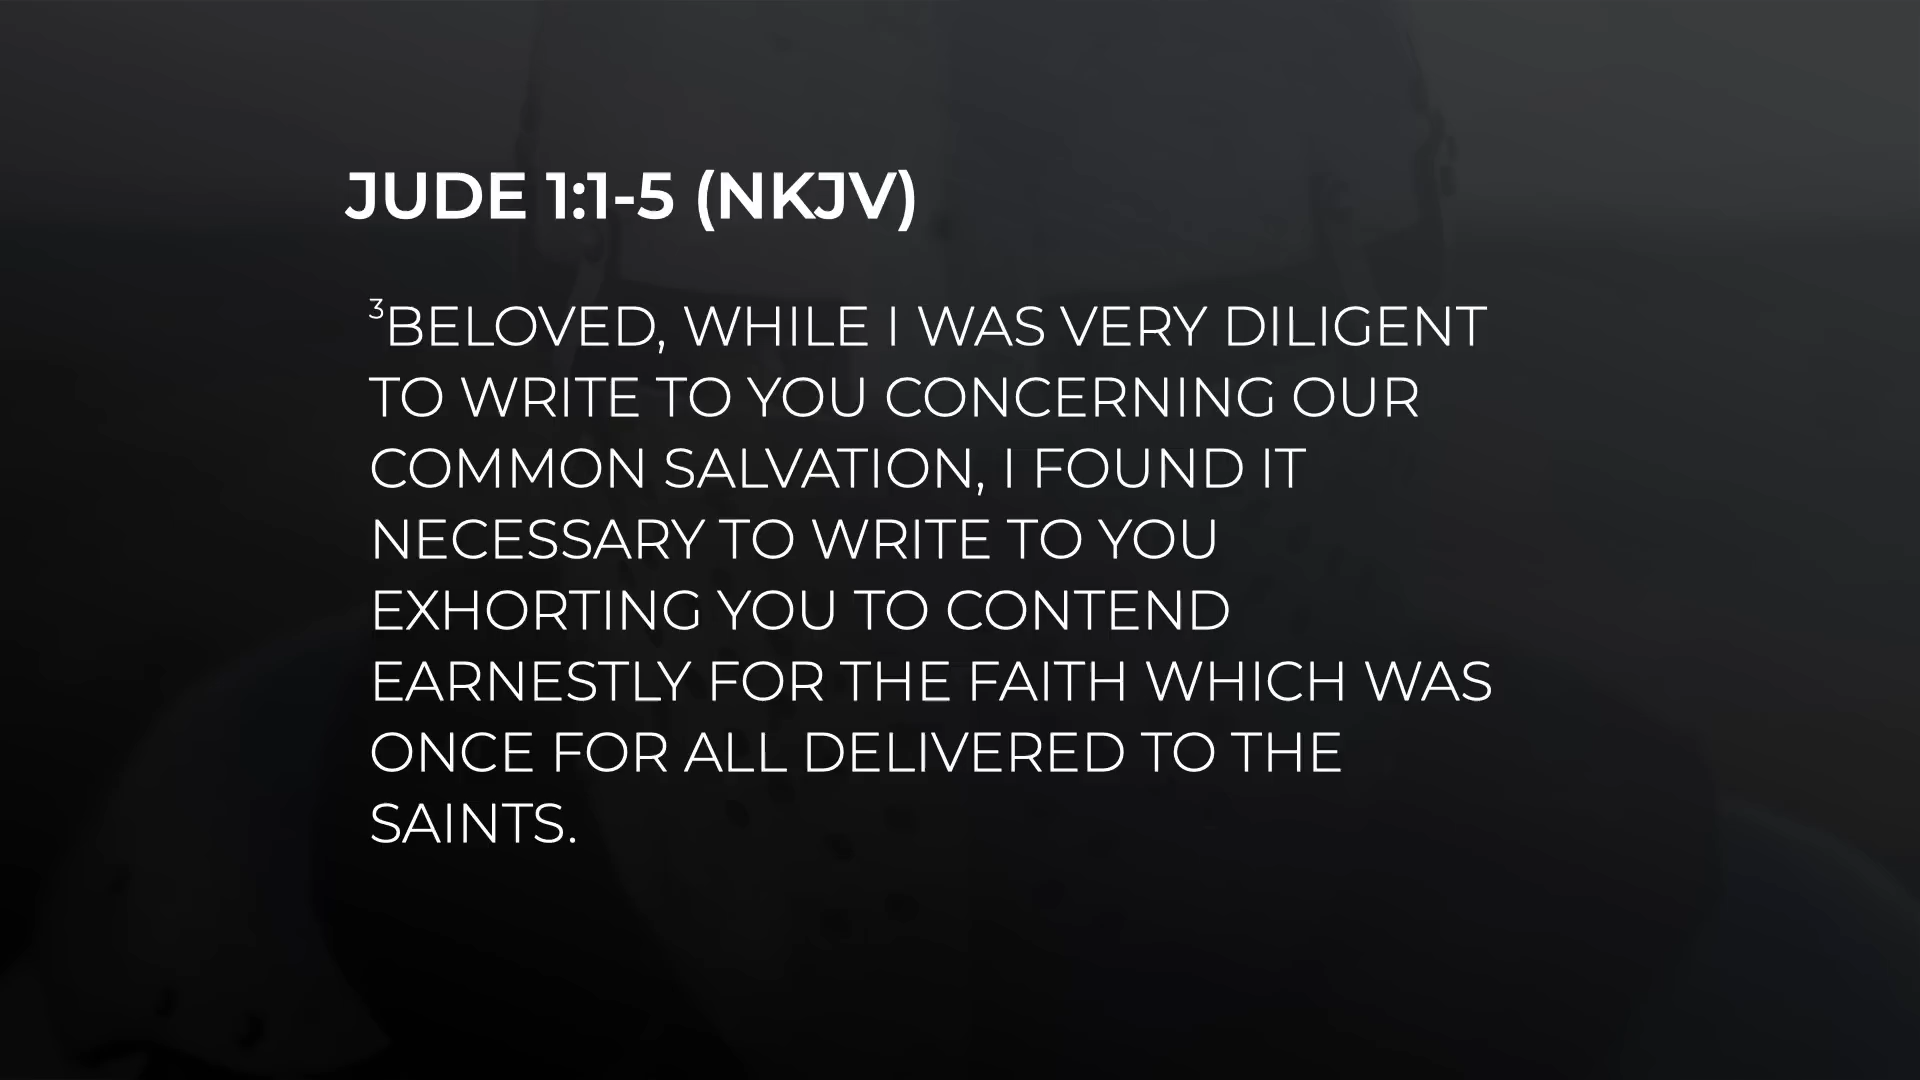 JUDE 1:1-5 (NKJV)
³BELOVED, WHILE I WAS VERY DILIGENT
TO WRITE TO YOU CONCERNING OUR
COMMON SALVATION, I FOUND IT
NECESSARY TO WRITE TO YOU
EXHORTING YOU TO CONTEND
EARNESTLY FOR THE FAITH WHICH WAS
ONCE FOR ALL DELIVERED TO THE
SAINTS.